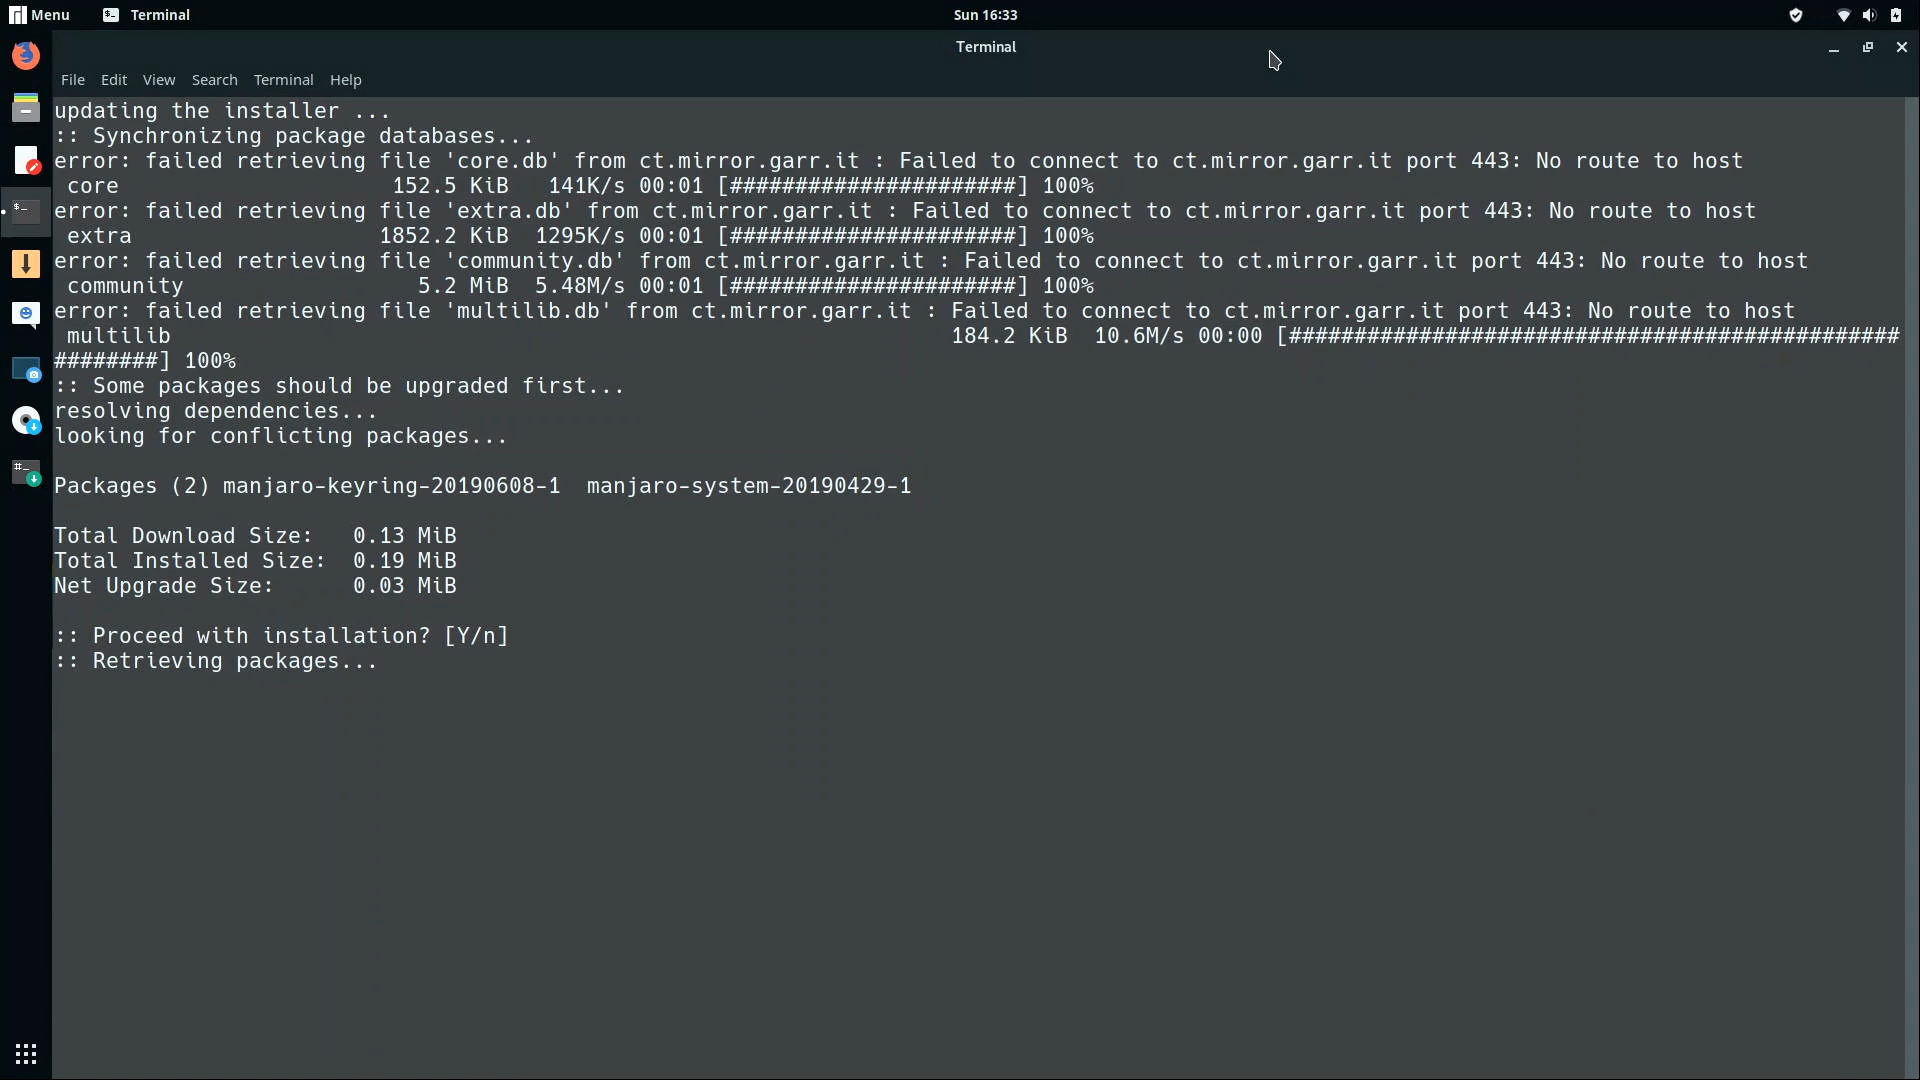 Menu Terminal Sun 16:33
Terminal
File Edit View Search Terminal Help
updating the installer ...
:: Synchronizing package databases...
error: failed retrieving file 'core.db' from ct.mirror.garr.it : Failed to connect to ct.mirror.garr.it port 443: No route to host
core 152.5 KiB 141K/s 00:01 [######################] 100%
error: failed retrieving file 'extra.db' from ct.mirror.garr.it : Failed to connect to ct.mirror.garr.it port 443: No route to host
extra 1852.2 KiB 1295K/s 00:01 [######################] 100%
error: failed retrieving file 'community.db' from ct.mirror.garr.it : Failed to connect to ct.mirror.garr.it port 443: No route to host
community 5.2 MiB 5.48M/s 00:01 [######################] 100%
error: failed retrieving file 'multilib.db' from ct.mirror.garr.it : Failed to connect to ct.mirror.garr.it port 443: No route to host
multilib 184.2 KiB 10.6M/s 00:00 [###############################################
########] 100%
:: Some packages should be upgraded first...
resolving dependencies...
looking for conflicting packages...
Packages (2) manjaro-keyring-20190608-1 manjaro-system-20190429-1
Total Download Size: 0.13 MiB
Total Installed Size: 0.19 MiB
Net Upgrade Size: 0.03 MiB
:: Proceed with installation? [Y/n]
:: Retrieving packages...